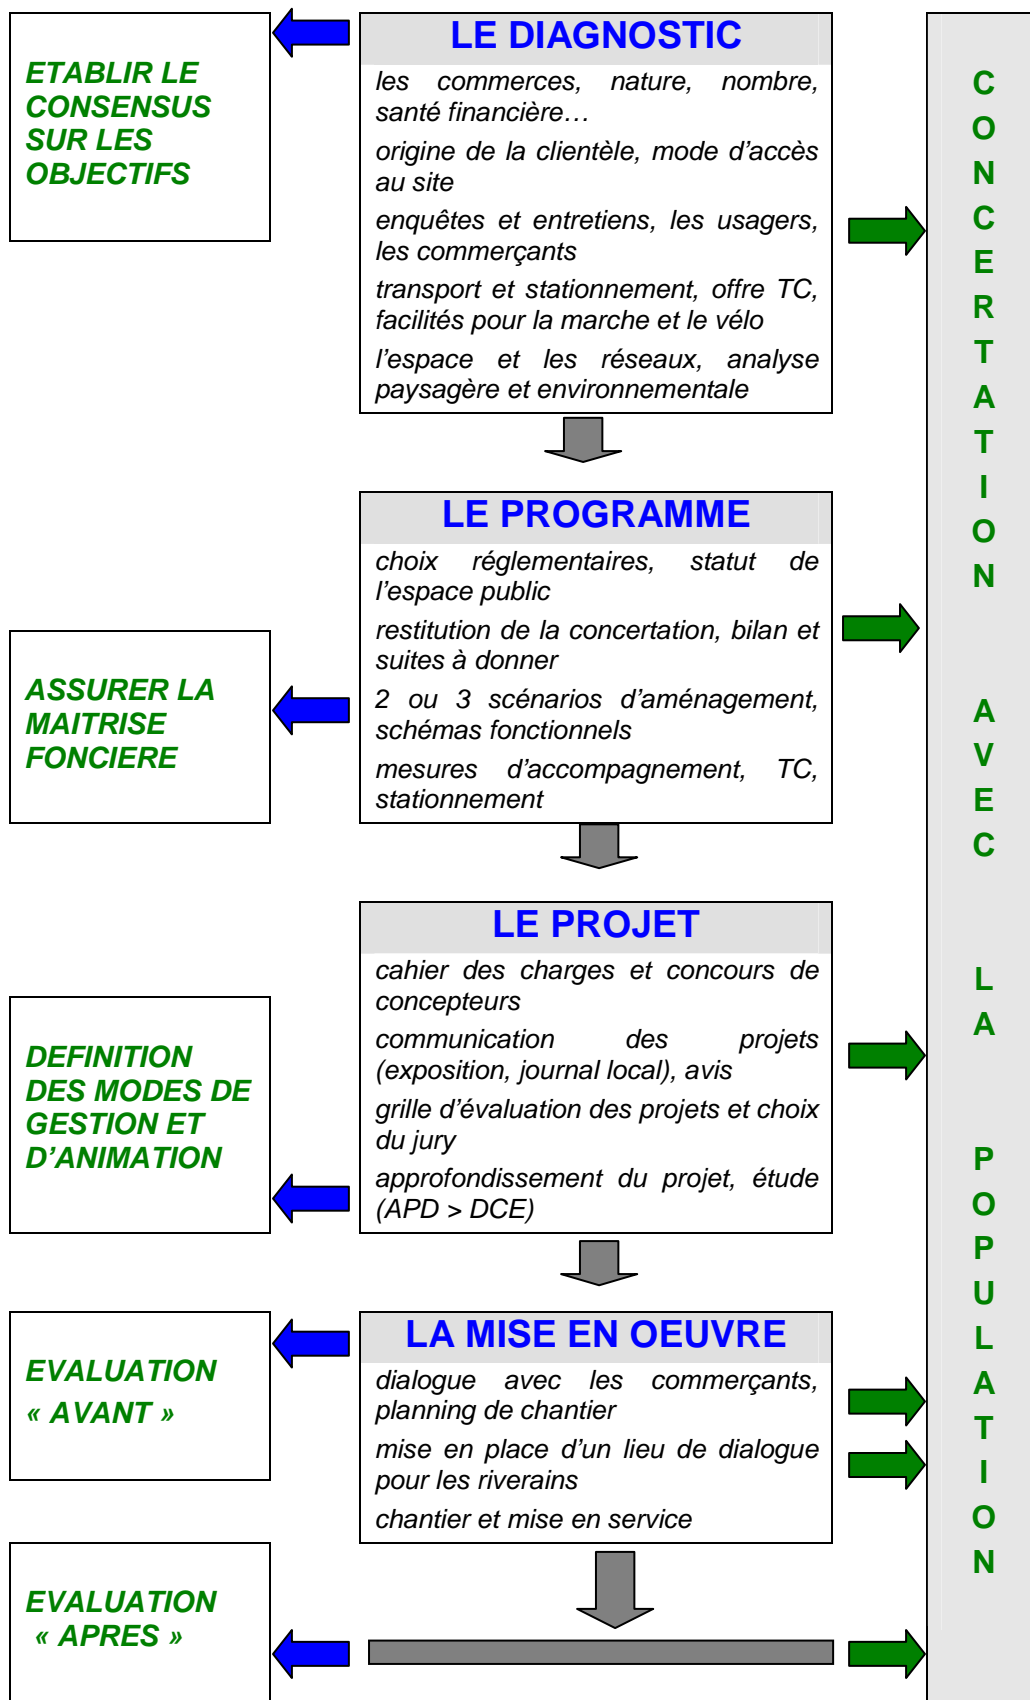 ETABLIR LE
CONSENSUS
SUR LES
OBJECTIFS
LE DIAGNOSTIC
les commerces, nature, nombre,
santé financière…
origine de la clientèle, mode d’accès
au site
enquêtes et entretiens, les usagers,
les commerçants
transport et stationnement, offre TC,
facilités pour la marche et le vélo
l’espace et les réseaux, analyse
paysagère et environnementale
LE PROGRAMME
choix réglementaires, statut de
l’espace public
restitution de la concertation, bilan et
suites à donner
2 ou 3 scénarios d’aménagement,
schémas fonctionnels
mesures d’accompagnement, TC,
stationnement
ASSURER LA
MAITRISE
FONCIERE
LE PROJET
cahier des charges et concours de
concepteurs
communication des projets
(exposition, journal local), avis
grille d’évaluation des projets et choix
du jury
approfondissement du projet, étude
(APD > DCE)
DEFINITION
DES MODES DE
GESTION ET
D’ANIMATION
LA MISE EN OEUVRE
dialogue avec les commerçants,
planning de chantier
mise en place d’un lieu de dialogue
pour les riverains
chantier et mise en service
EVALUATION
« AVANT »
EVALUATION
« APRES »
CONCERTATION AVEC LA POPULATION